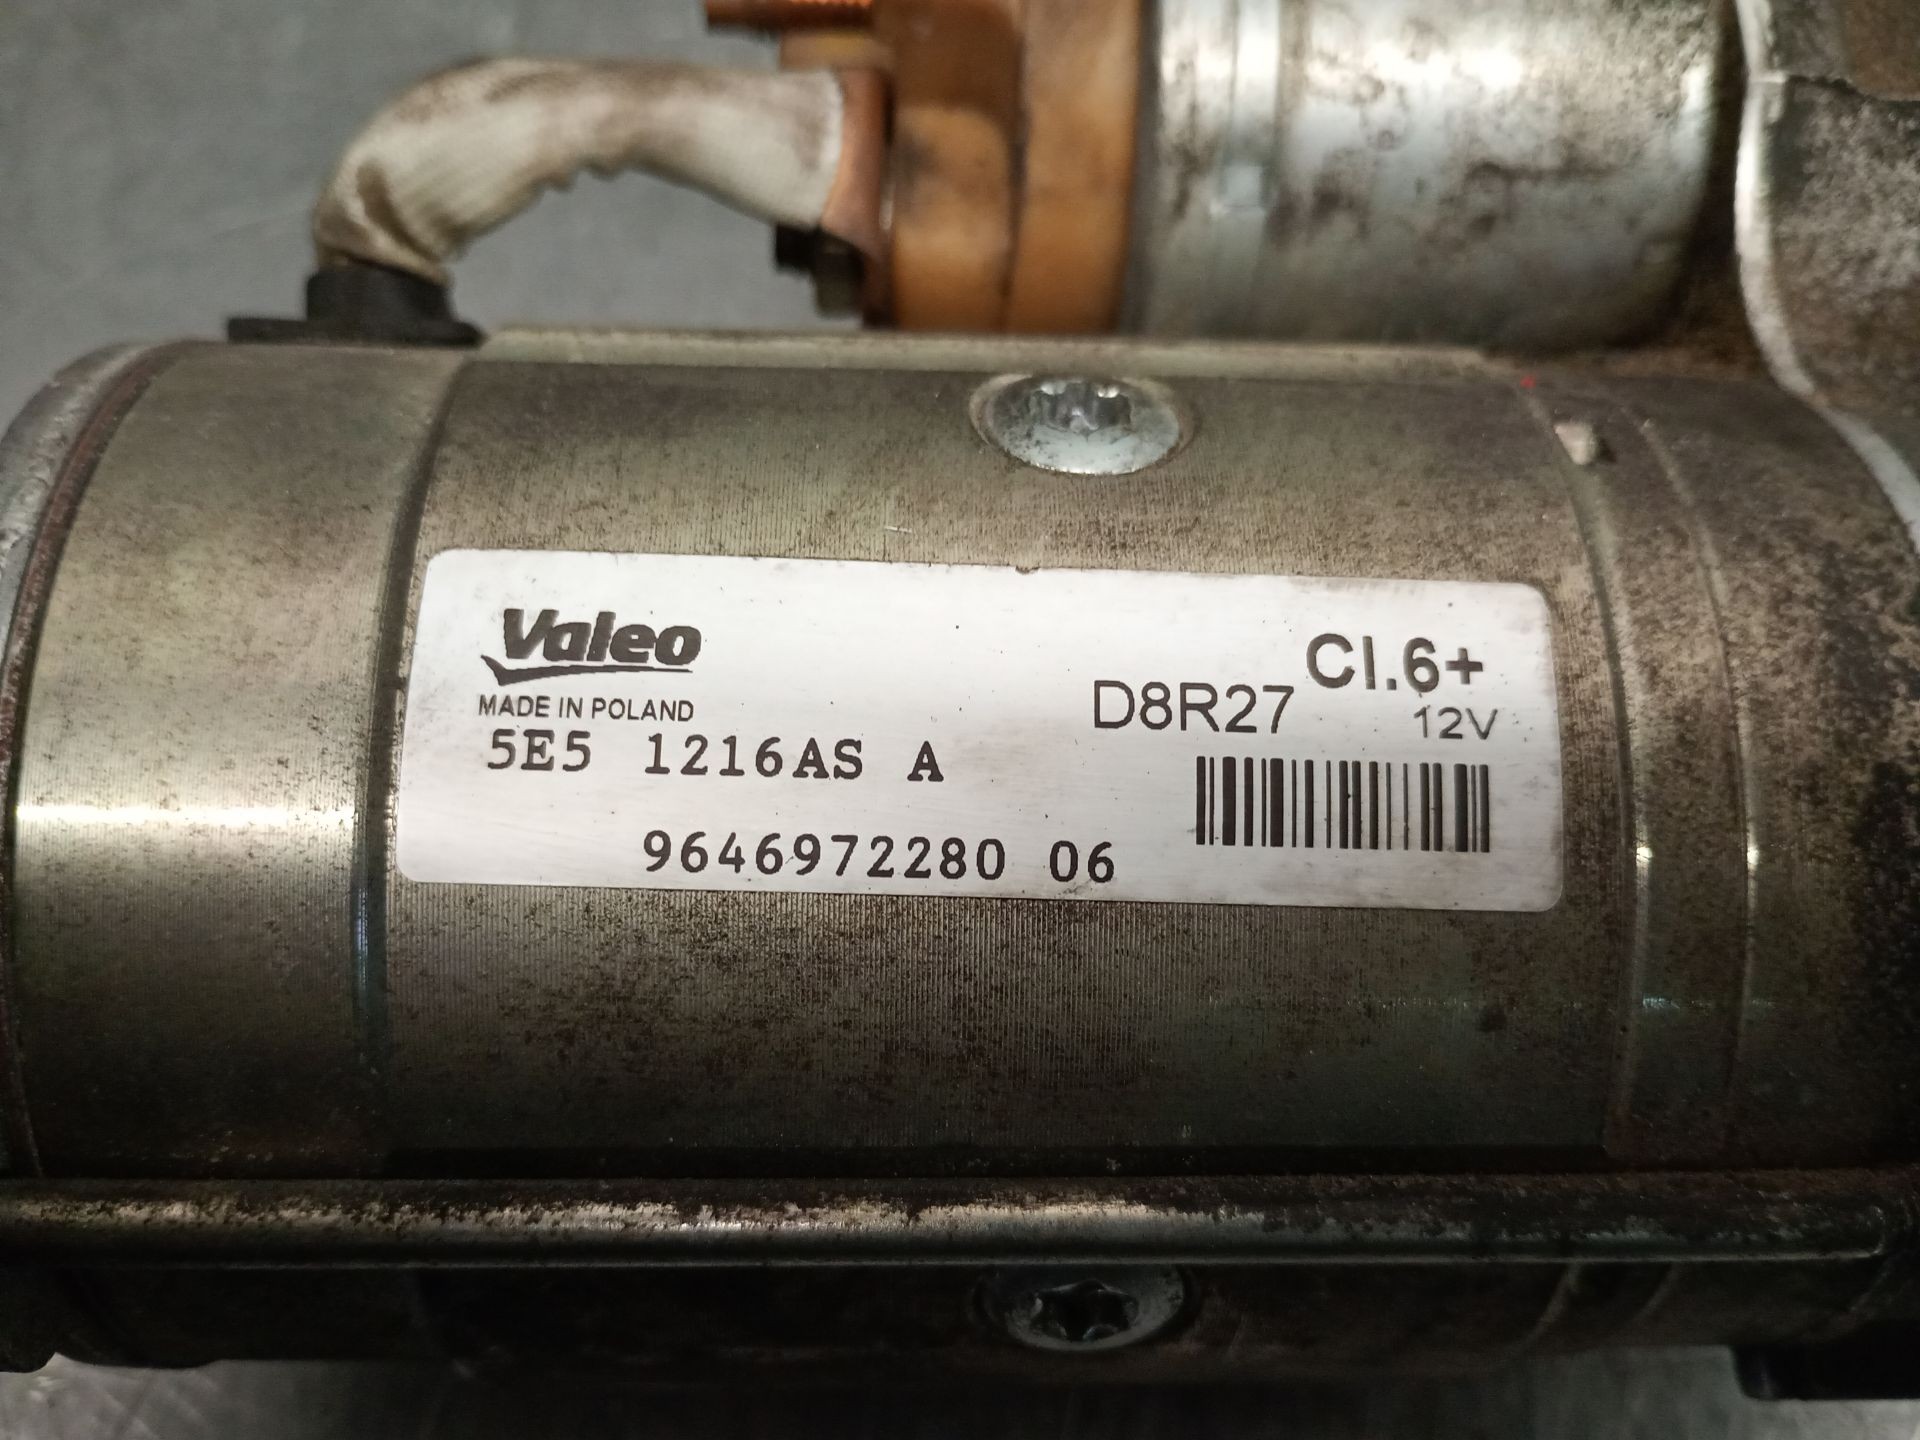 Valeo
MADE IN POLAND
5E5 1216AS A
D8R27 Cl.6+
12V
9646972280 06